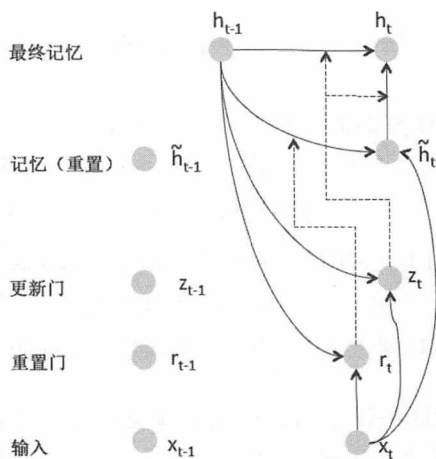 h_{t-1} h_t
最终记忆
记忆（重置） h̃_{t-1} h̃_t
更新门 z_{t-1} z_t
重置门 r_{t-1} r_t
输入 x_{t-1} x_t